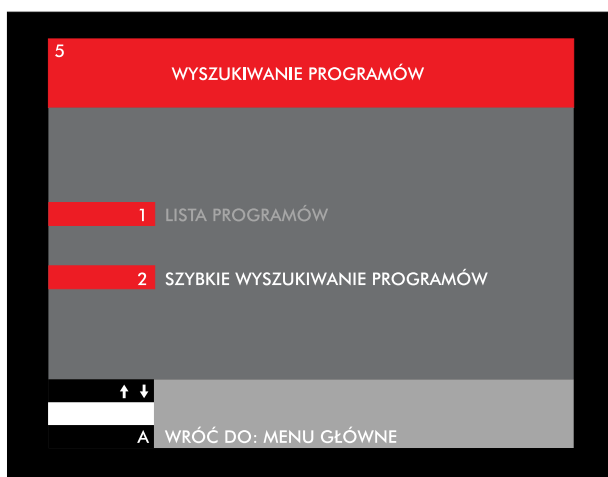 5
WYSZUKIWANIE PROGRAMÓW
1 LISTA PROGRAMÓW
2 SZYBKIE WYSZUKIWANIE PROGRAMÓW
↑ ↓
A WRÓĆ DO: MENU GŁÓWNE